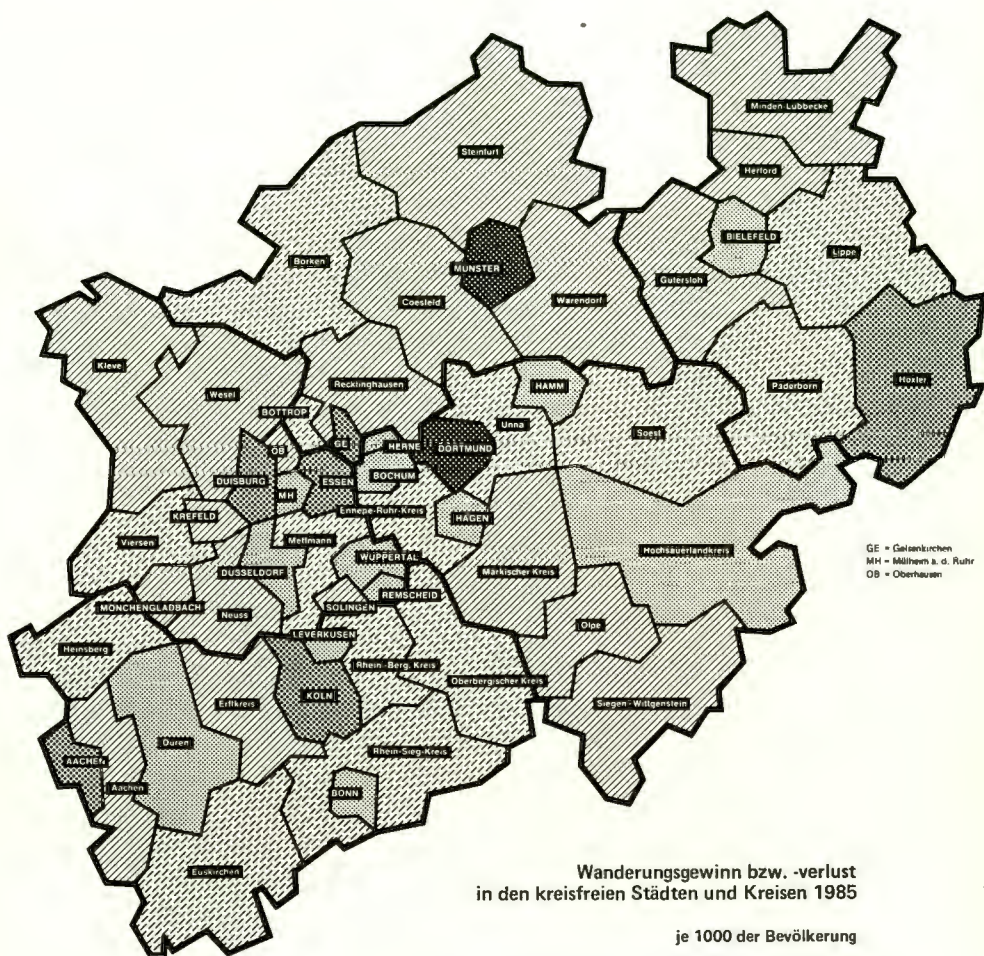 Minden-Lübbecke
Steinfurt
Herford
BIELEFELD
Lippe
Borken
MÜNSTER
Gütersloh
Coesfeld
Warendorf
Kleve
Höxter
Paderborn
Recklinghausen
HAMM
Wesel
BOTTROP
Unna
Soest
GE
HERNE
DORTMUND
OB
BOCHUM
DUISBURG
ESSEN
MH
KREFELD
Ennepe-Ruhr-Kreis
HAGEN
Viersen
Mettmann
WUPPERTAL
Hochsauerlandkreis
GE = Gelsenkirchen
MH = Mülheim a. d. Ruhr
OB = Oberhausen
DÜSSELDORF
Märkischer Kreis
REMSCHEID
MÖNCHENGLADBACH
SOLINGEN
Neuss
Olpe
LEVERKUSEN
Heinsberg
Rhein.-Berg. Kreis
Oberbergischer Kreis
KÖLN
Erftkreis
Siegen-Wittgenstein
Düren
Rhein-Sieg-Kreis
AACHEN
Aachen
BONN
Euskirchen
Wanderungsgewinn bzw. -verlust
in den kreisfreien Städten und Kreisen 1985
je 1000 der Bevölkerung